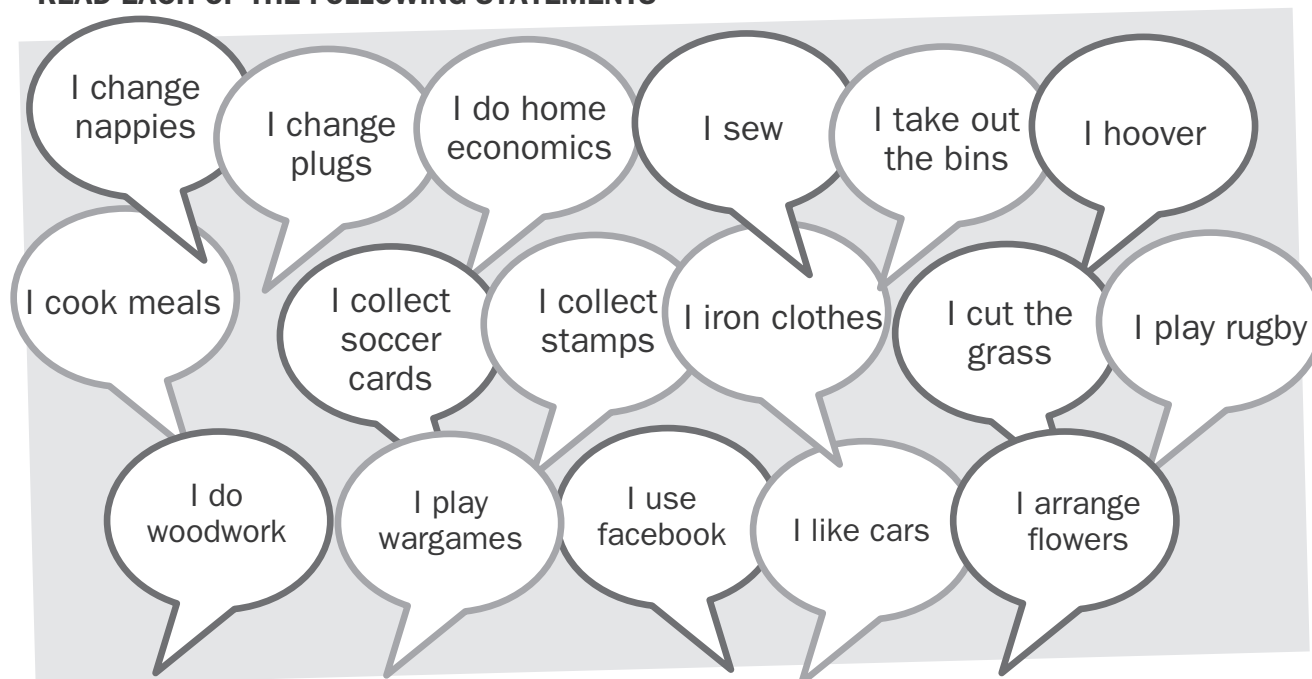 READ EACH OF THE FOLLOWING STATEMENTS
I change
nappies
I change
plugs
I do home
economics
I sew
I take out
the bins
I hoover
I cook meals
I collect
soccer
cards
I collect
stamps
I iron clothes
I cut the
grass
I play rugby
I do
woodwork
I play
wargames
I use
facebook
I like cars
I arrange
flowers